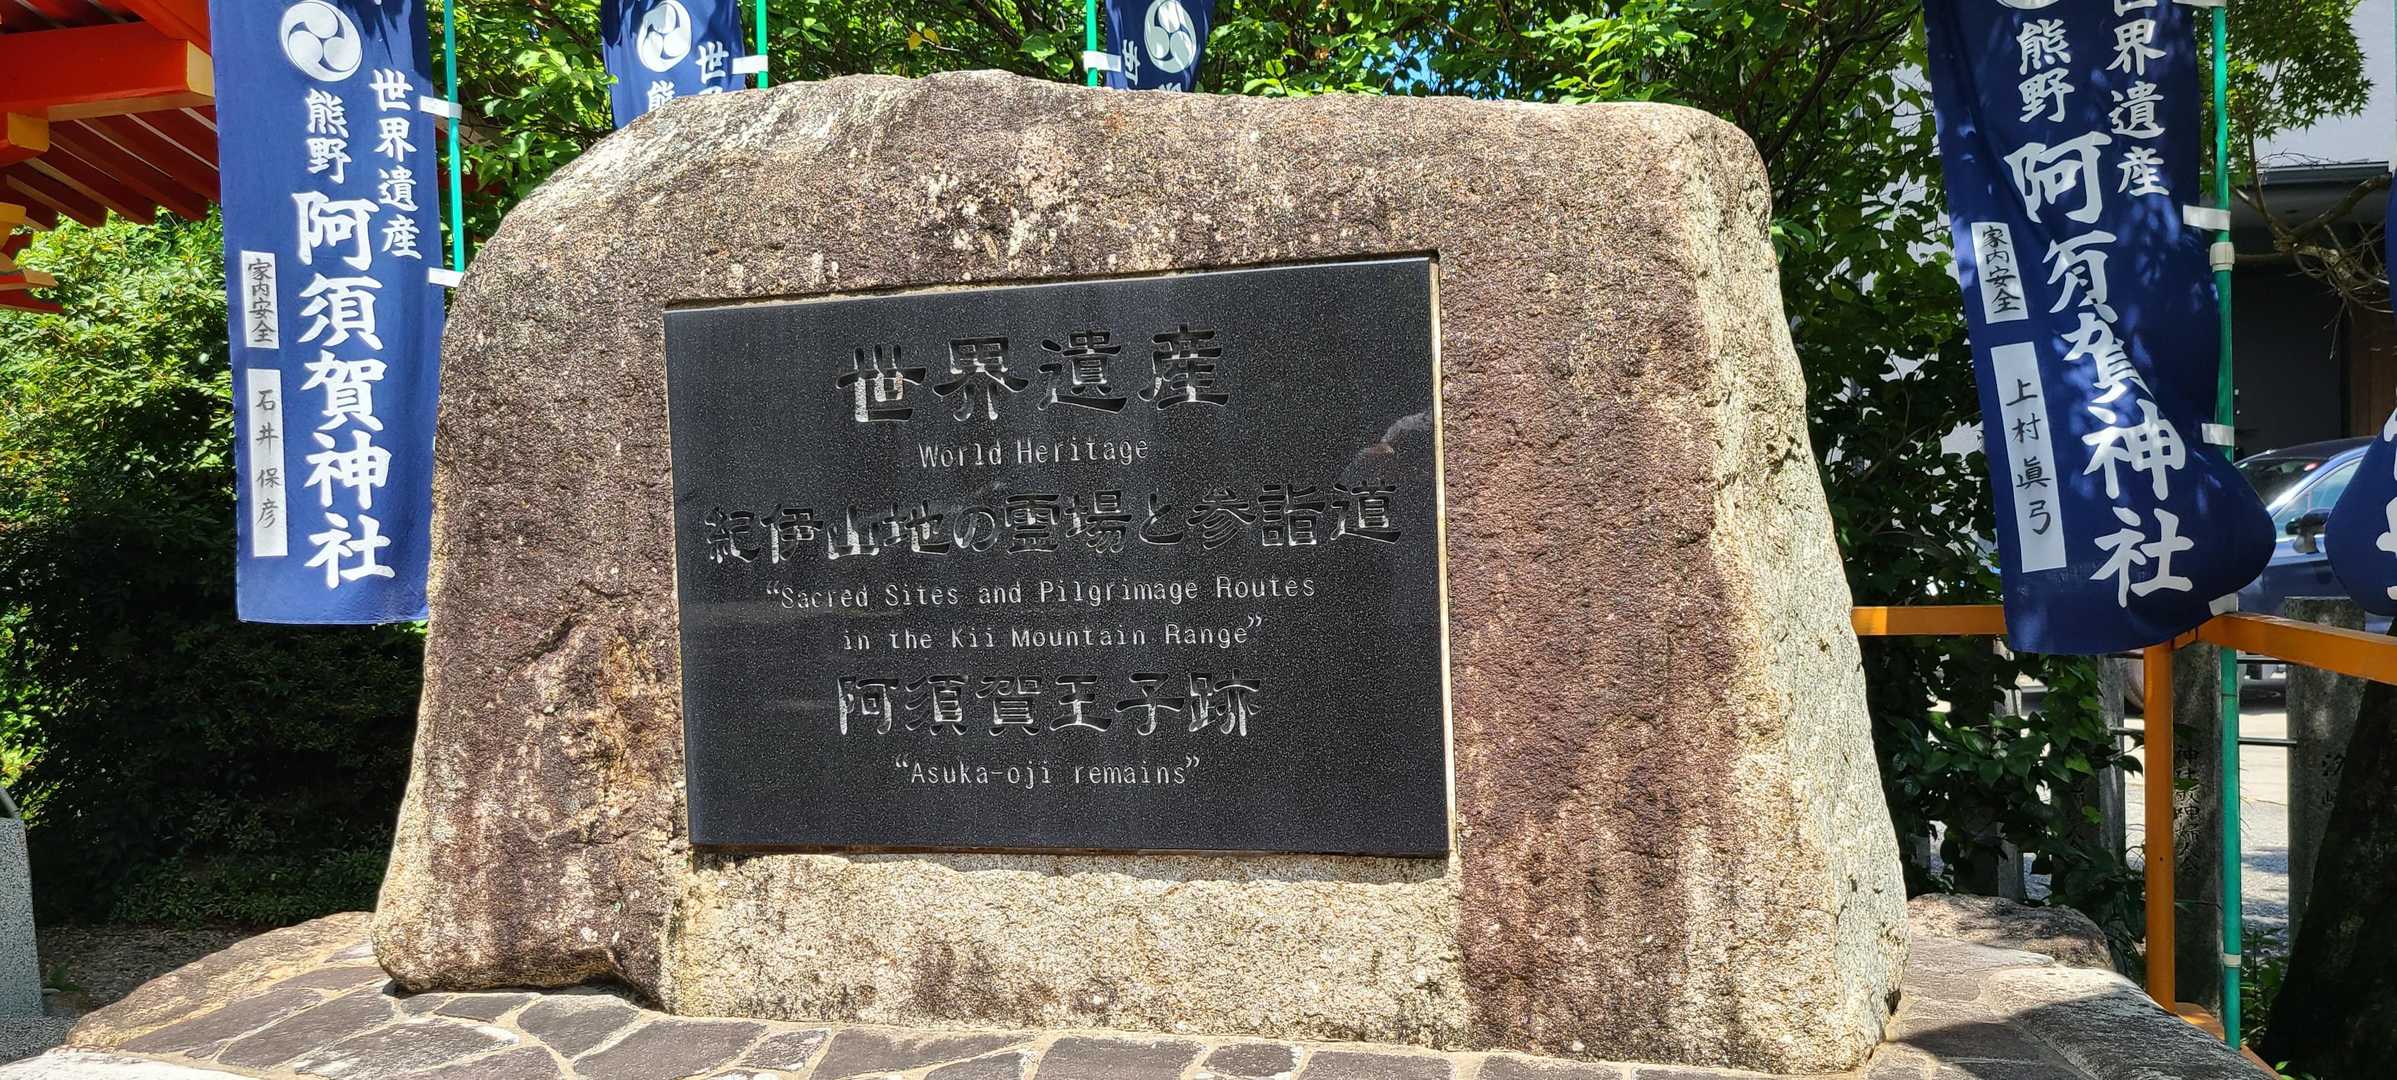 世界遺産
熊野 阿須賀神社
家内安全
石井保彦
世界遺産
World Heritage
紀伊山地の霊場と参詣道
“Sacred Sites and Pilgrimage Routes
in the Kii Mountain Range”
阿須賀王子跡
“Asuka-oji remains”
世
熊
世
世界遺産
熊野 阿須賀神社
家内安全
上村眞弓